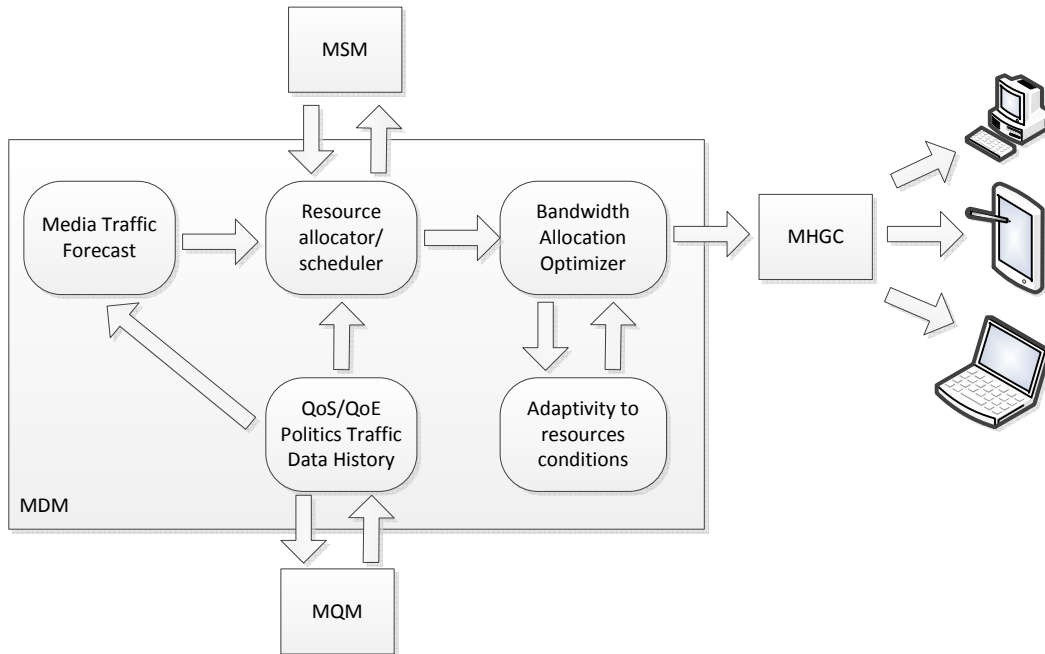 MSM
Media Traffic
Forecast
Resource
allocator/
scheduler
Bandwidth
Allocation
Optimizer
MHGC
QoS/QoE
Politics Traffic
Data History
Adaptivity to
resources
conditions
MDM
MQM